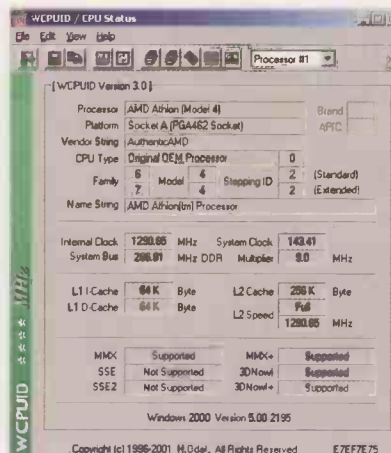 WCPUID / CPU Status
File Edit View Help
Processor #1
[ WCPUID Version 3.0 ]
Processor AMD Athlon (Model 4) Brand
Platform Socket A (PGA462 Socket) APIC
Vendor String AuthenticAMD
CPU Type Original OEM Processor 0
Family 6 Model 4 Stepping ID 2 (Standard)
7 4 2 (Extended)
Name String AMD Athlon(tm) Processor
Internal Clock 1290.65 MHz System Clock 143.41
System Bus 286.81 MHz DDR Multiplier 9.0 MHz
L1 I-Cache 64 K Byte L2 Cache 256 K Byte
L1 D-Cache 64 K Byte L2 Speed Full
1290.65 MHz
MMX Supported MMX+ Supported
SSE Not Supported 3DNow! Supported
SSE2 Not Supported 3DNow!+ Supported
Windows 2000 Version 5.00 2195
Copyright (c) 1996-2001 H.Oda!, All Rights Reserved E7EF7E75
WCPUID *** MHz